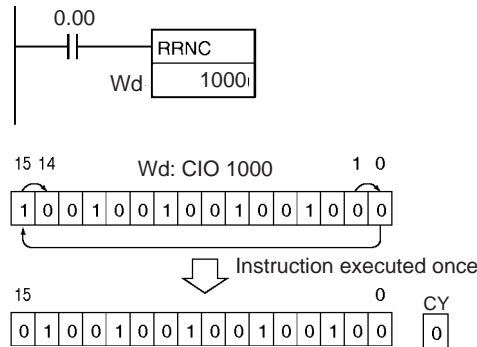 0.00
RRNC
Wd 1000
15 14 Wd: CIO 1000 1 0
1 0 0 1 0 0 1 0 0 1 0 0 1 0 0 0
Instruction executed once
15 0 CY
0 1 0 0 1 0 0 1 0 0 1 0 0 1 0 0 0